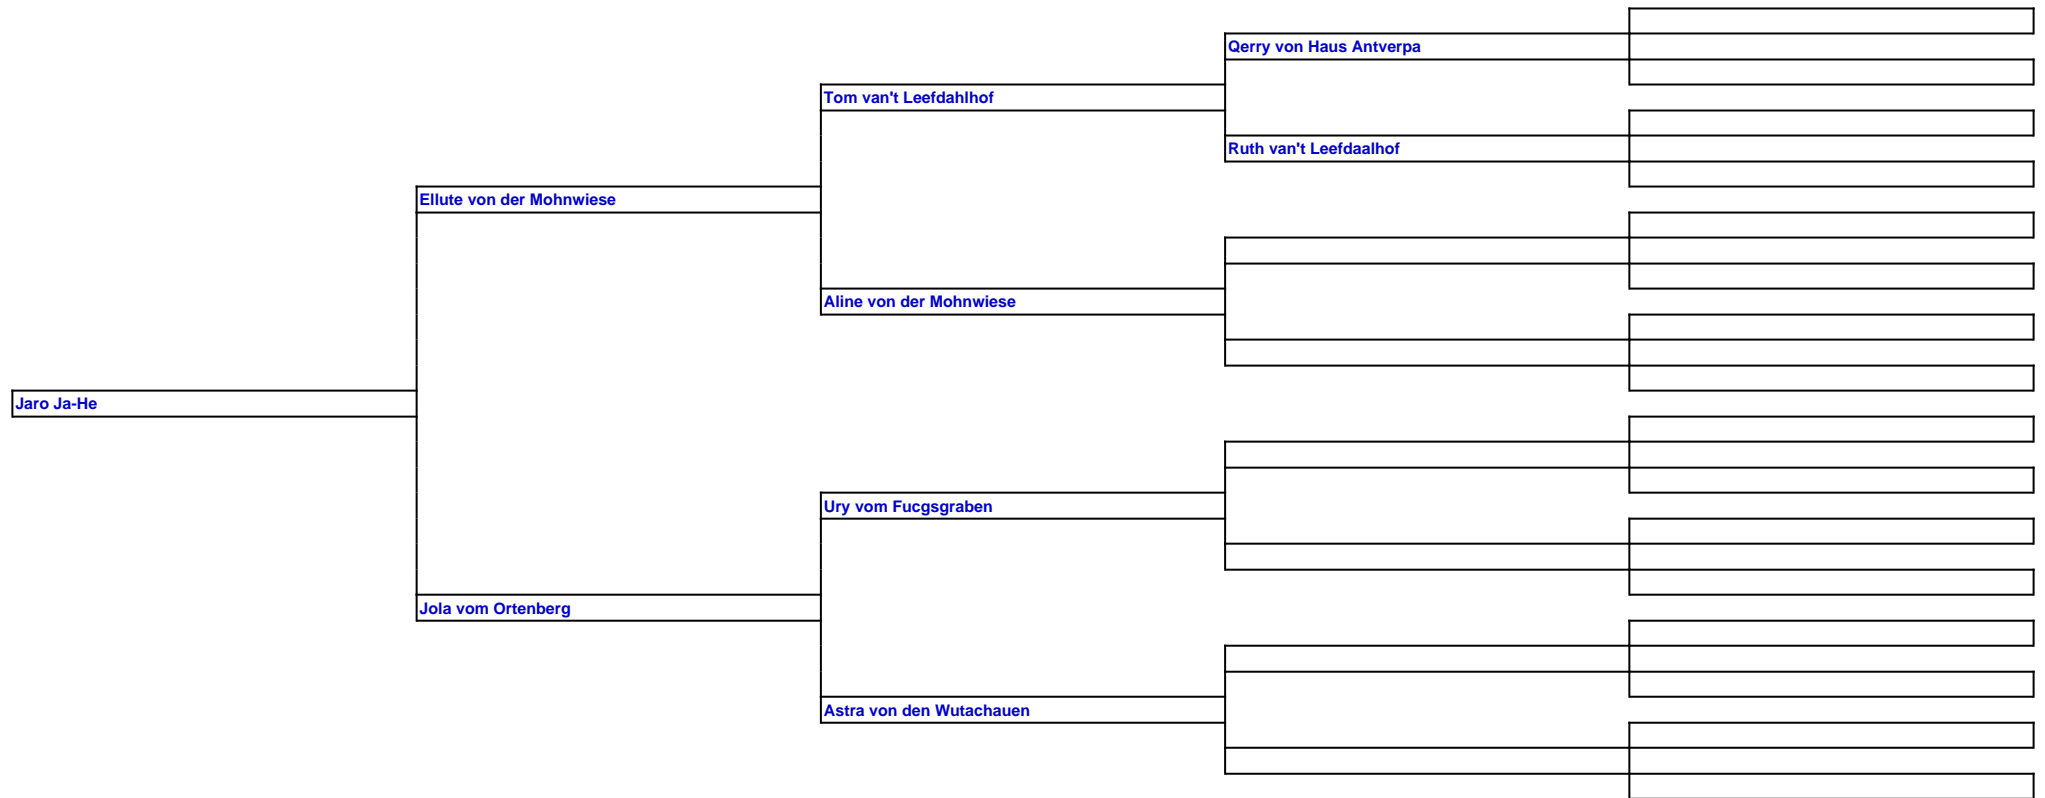 Qerry von Haus Antverpa
Tom van't Leefdahlhof
Ruth van't Leefdaalhof
Ellute von der Mohnwiese
Aline von der Mohnwiese
Jaro Ja-He
Ury vom Fucgsgraben
Jola vom Ortenberg
Astra von den Wutachauen